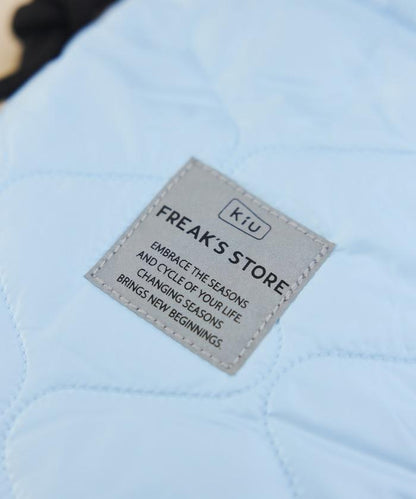 kiu
FREAK'S STORE
EMBRACE THE SEASONS
AND CYCLE OF YOUR LIFE.
CHANGING SEASONS
BRINGS NEW BEGINNINGS.